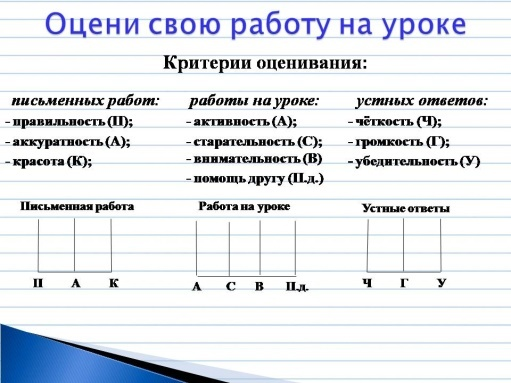 Оцени свою работу на уроке
Критерии оценивания:
письменных работ:
- правильность (П);
- аккуратность (А);
- красота (К);
работы на уроке:
- активность (А);
- старательность (С);
- внимательность (В)
- помощь другу (П.д.)
устных ответов:
- чёткость (Ч);
- громкость (Г);
- убедительность (У)
Письменная работа
П А К
Работа на уроке
А С В П.д.
Устные ответы
Ч Г У